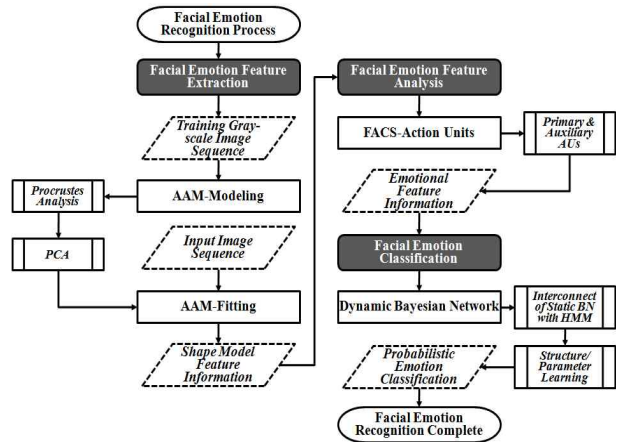 Facial Emotion
Recognition Process
Facial Emotion Feature
Extraction
Training Gray-
scale Image
Sequence
Procrustes
Analysis
AAM-Modeling
PCA
Input Image
Sequence
AAM-Fitting
Shape Model
Feature
Information
Facial Emotion Feature
Analysis
FACS-Action Units
Primary &
Auxiliary
AUs
Emotional
Feature
Information
Facial Emotion
Classification
Dynamic Bayesian Network
Interconnect
of Static BN
with HMM
Structure/
Parameter
Learning
Probabilistic
Emotion
Classification
Facial Emotion
Recognition Complete